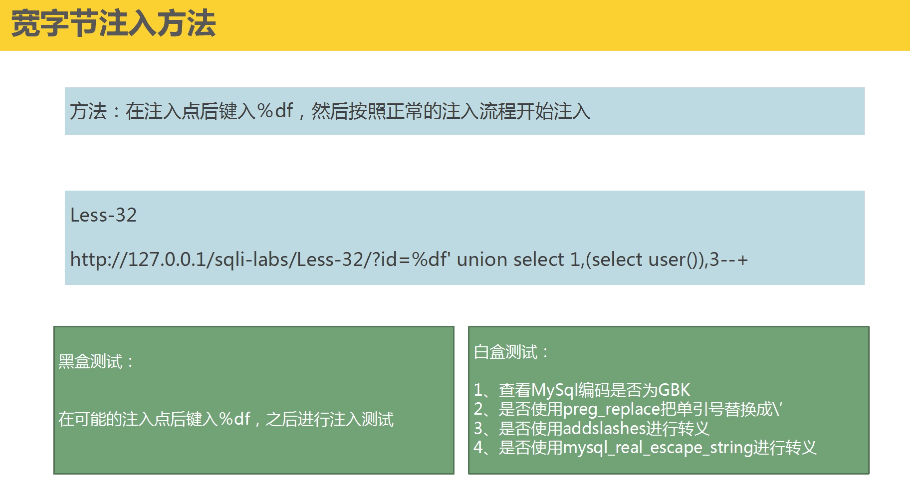 宽字节注入方法
方法：在注入点后键入%df，然后按照正常的注入流程开始注入
Less-32
http://127.0.0.1/sqli-labs/Less-32/?id=%df' union select 1,(select user()),3--+
黑盒测试：
在可能的注入点后键入%df，之后进行注入测试
白盒测试：
1、查看MySql编码是否为GBK
2、是否使用preg_replace把单引号替换成\’
3、是否使用addslashes进行转义
4、是否使用mysql_real_escape_string进行转义